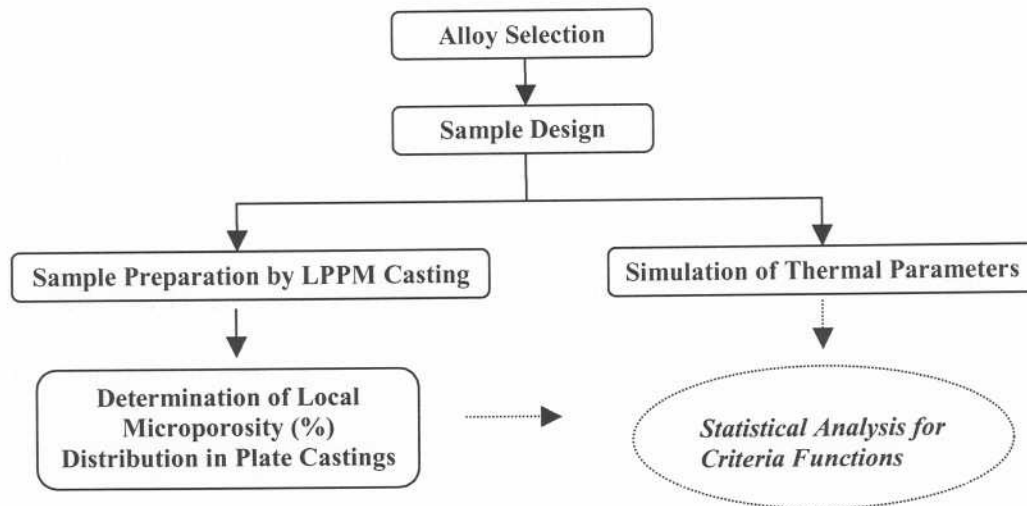 Alloy Selection
Sample Design
Sample Preparation by LPPM Casting
Simulation of Thermal Parameters
Determination of Local
Microporosity (%)
Distribution in Plate Castings
Statistical Analysis for
Criteria Functions